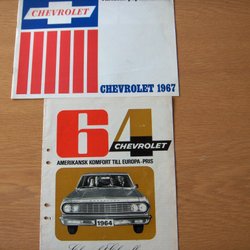 CHEVROLET
CHEVROLET 1967
64
CHEVROLET
AMERIKANSK KOMFORT TILL EUROPA-PRIS
1964